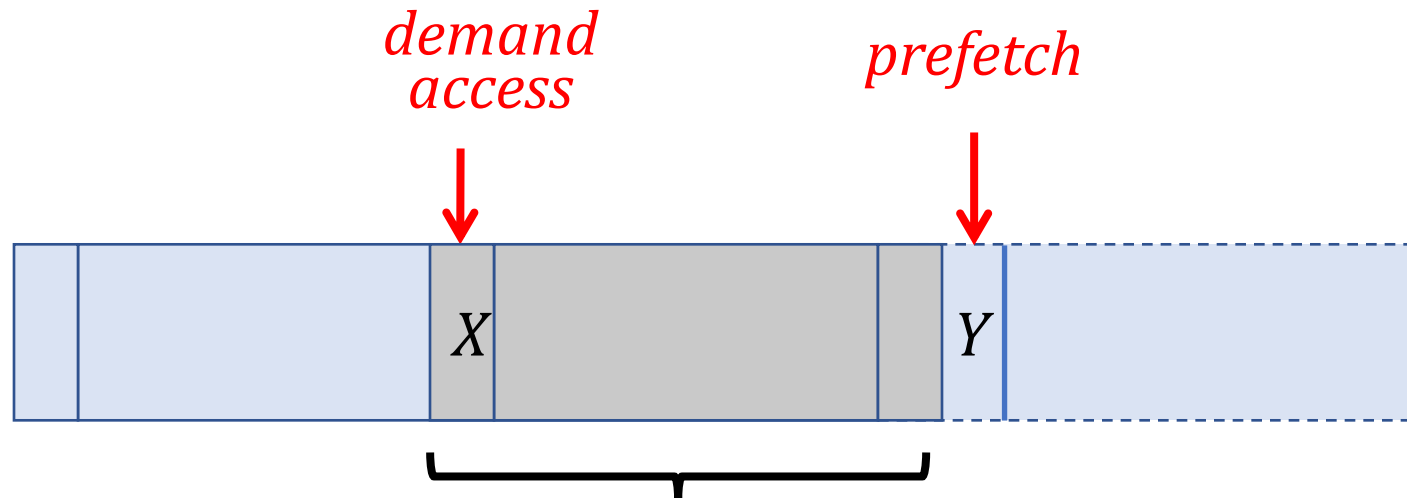 demand
access
prefetch
X
Y